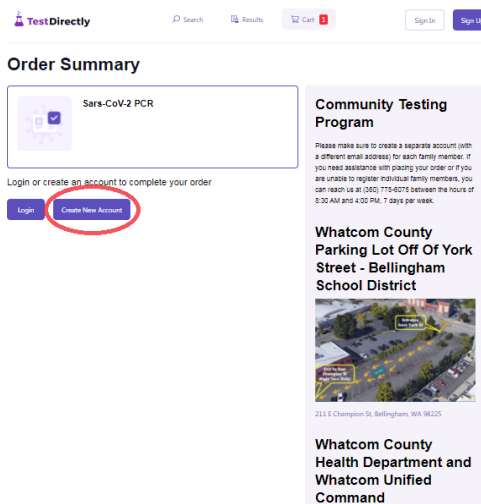 TestDirectly
Search
Results
Cart 1
Sign In
Sign U
Order Summary
Sars-CoV-2 PCR
Login or create an account to complete your order
Login
Create New Account
Community Testing
Program
Please make sure to create a separate account (with
a different email address) for each family member. If
you need assistance with placing your order or if you
are unable to register individual family members, you
can reach us at (360) 778-6075 between the hours of
8:30 AM and 4:00 PM, 7 days per week.
Whatcom County
Parking Lot Off Of York
Street - Bellingham
School District
211 E Champion St, Bellingham, WA 98225
Whatcom County
Health Department and
Whatcom Unified
Command